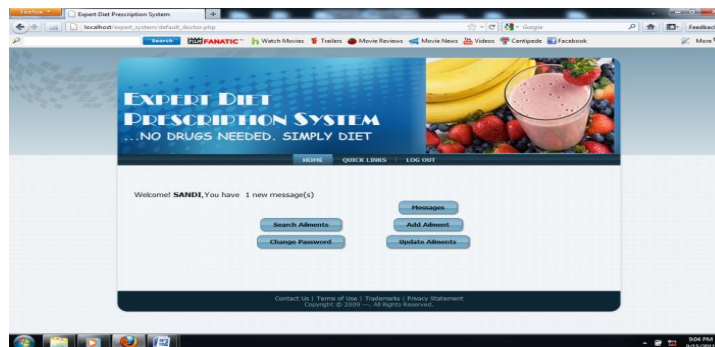 Firefox
Expert Diet Prescription System
localhost/expert_system/default_doctor.php
Google
Feedback
Search
FANATIC
Watch Movies
Trailers
Movie Reviews
Movie News
Videos
Centipede
Facebook
More
EXPERT DIET
PRESCRIPTION SYSTEM
...NO DRUGS NEEDED. SIMPLY DIET
HOME QUICK LINKS LOG OUT
Welcome! SANDI,You have 1 new message(s)
Messages
Search Ailments Add Ailment
Change Password Update Ailments
Contact Us | Terms of Use | Trademarks | Privacy Statement
Copyright © 2009 ---. All Rights Reserved.
9:04 PM